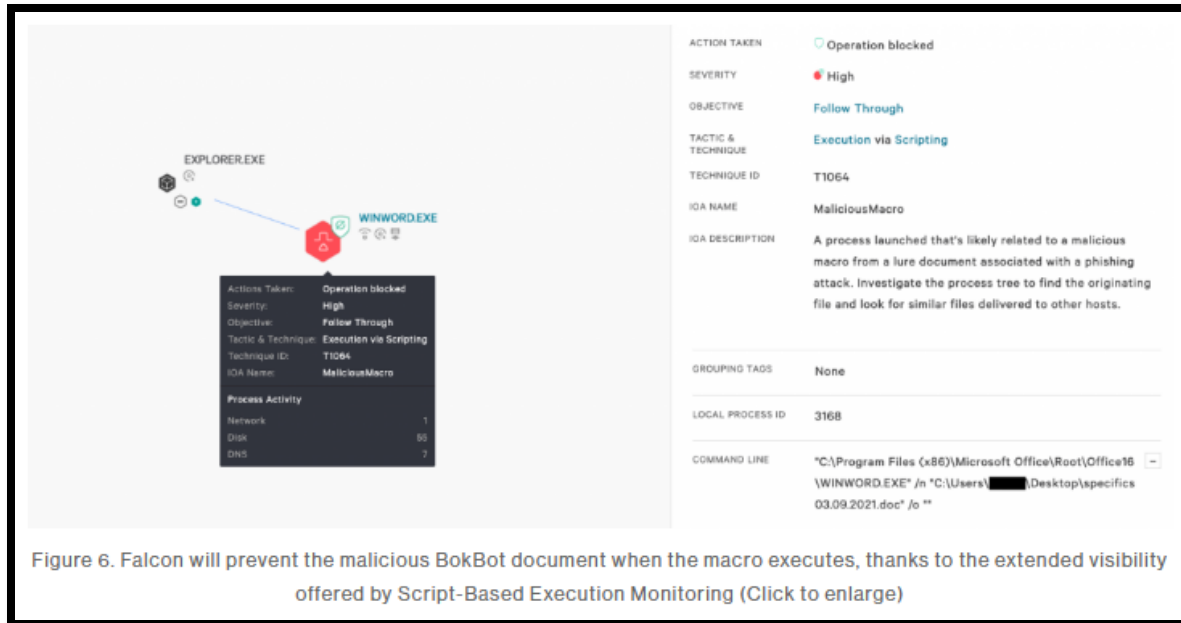 EXPLORER.EXE
WINWORD.EXE
Actions Taken: Operation blocked
Severity: High
Objective: Follow Through
Tactic & Technique: Execution via Scripting
Technique ID: T1064
IOA Name: MaliciousMacro
Process Activity
Network 1
Disk 55
DNS 7
ACTION TAKEN Operation blocked
SEVERITY High
OBJECTIVE Follow Through
TACTIC &
TECHNIQUE
Execution via Scripting
TECHNIQUE ID T1064
IOA NAME MaliciousMacro
IOA DESCRIPTION A process launched that's likely related to a malicious
macro from a lure document associated with a phishing
attack. Investigate the process tree to find the originating
file and look for similar files delivered to other hosts.
GROUPING TAGS None
LOCAL PROCESS ID 3168
COMMAND LINE "C:\Program Files (x86)\Microsoft Office\Root\Office16
\WINWORD.EXE" /n "C:\Users\ \Desktop\specifics
03.09.2021.doc" /o ""
Figure 6. Falcon will prevent the malicious BokBot document when the macro executes, thanks to the extended visibility
offered by Script-Based Execution Monitoring (Click to enlarge)